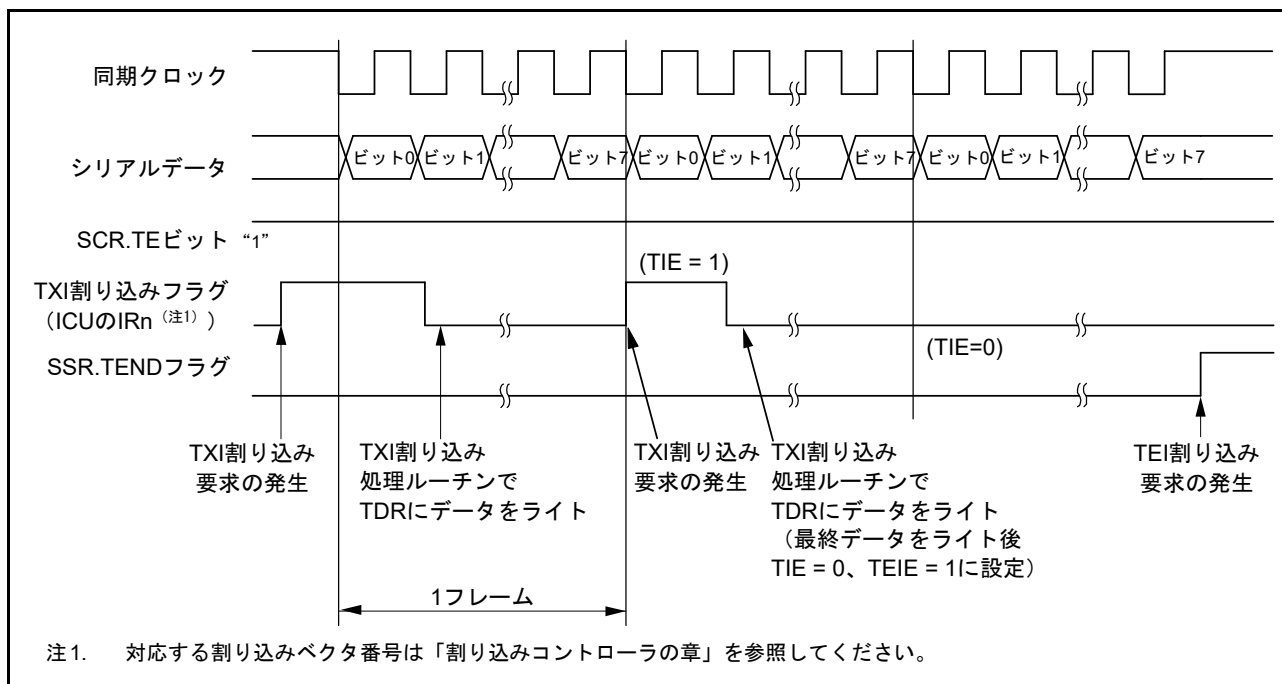 同期クロック
シリアルデータ
ビット0 ビット1 ビット7 ビット0 ビット1 ビット7 ビット0 ビット1 ビット7
SCR.TEビット “1”
(TIE = 1)
TXI割り込みフラグ
（ICUのIRn（注1））
(TIE=0)
SSR.TENDフラグ
TXI割り込み
要求の発生
TXI割り込み
処理ルーチンで
TDRにデータをライト
TXI割り込み
要求の発生
TXI割り込み
処理ルーチンで
TDRにデータをライト
（最終データをライト後
TIE = 0、TEIE = 1に設定）
TEI割り込み
要求の発生
1フレーム
注1. 対応する割り込みベクタ番号は「割り込みコントローラの章」を参照してください。